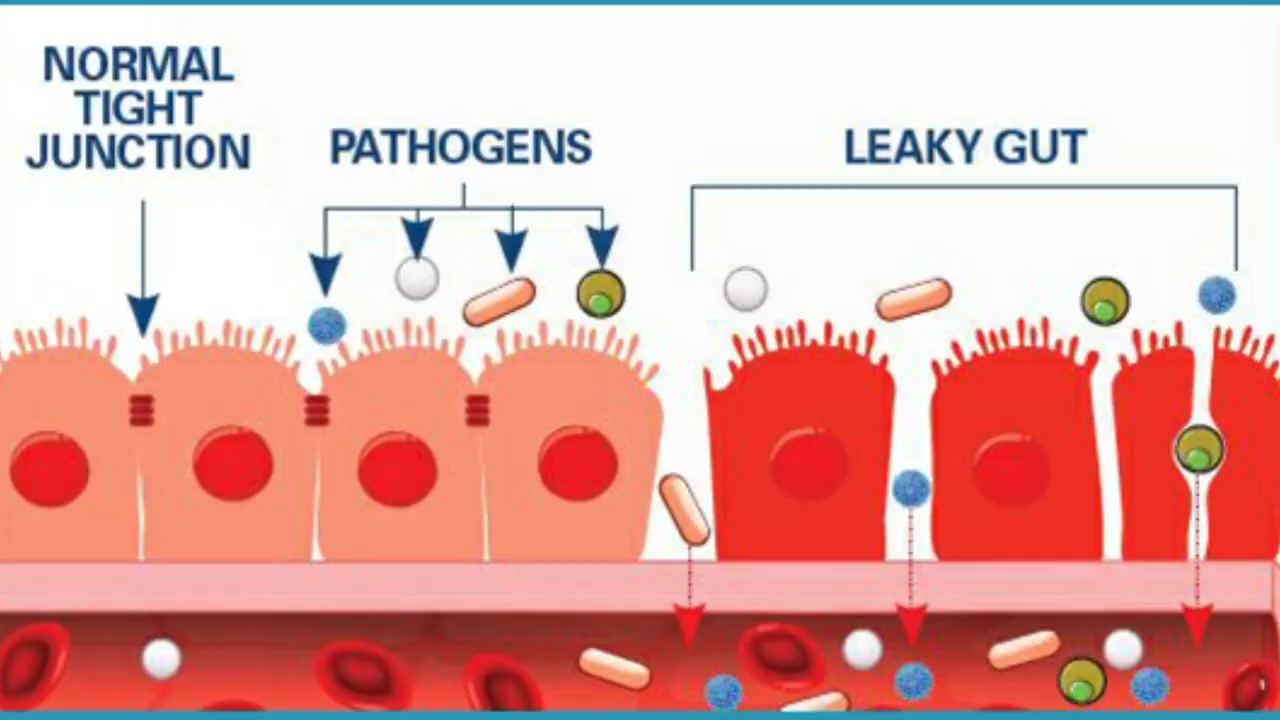 NORMAL
TIGHT
JUNCTION
PATHOGENS
LEAKY GUT